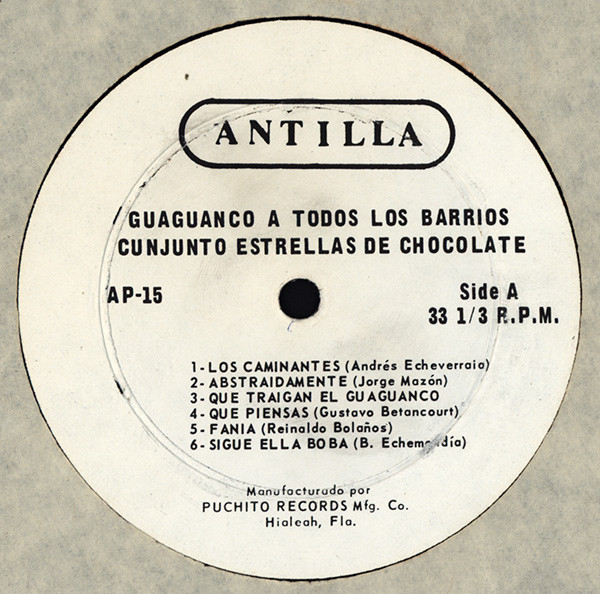 ANTILLA
GUAGUANCO A TODOS LOS BARRIOS
CUNJUNTO ESTRELLAS DE CHOCOLATE
AP-15
Side A
33 1/3 R.P.M.
1- LOS CAMINANTES (Andrés Echeverraia)
2- ABSTRAIDAMENTE (Jorge Mazón)
3- QUE TRAIGAN EL GUAGUANCO
4- QUE PIENSAS (Gustavo Betancourt)
5- FANIA (Reinaldo Bolaños)
6- SIGUE ELLA BOBA (B. Echemendía)
Manufacturado por
PUCHITO RECORDS Mfg. Co.
Hialeah, Fla.